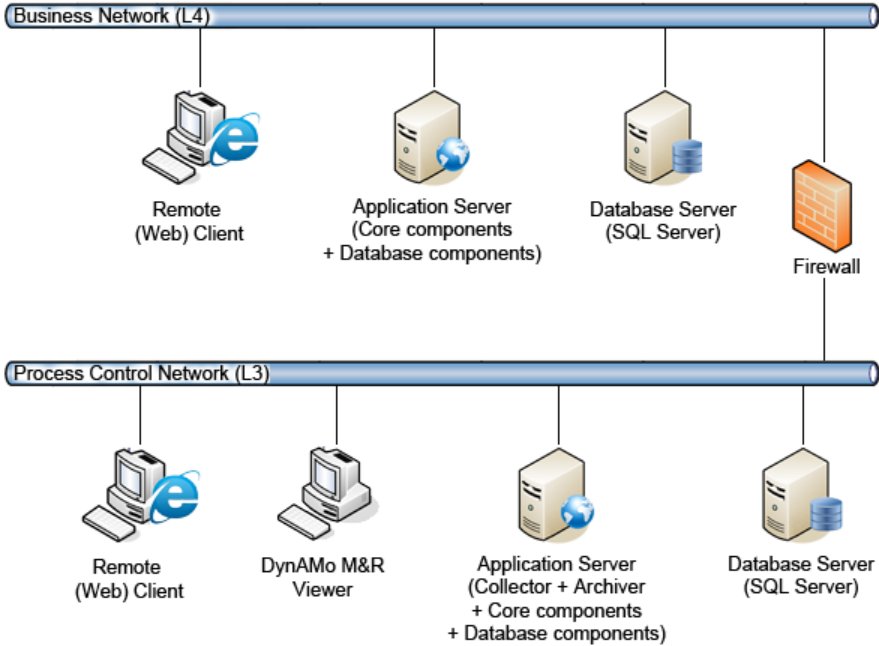 Business Network (L4)
Remote
(Web) Client
Application Server
(Core components
+ Database components)
Database Server
(SQL Server)
Firewall
Process Control Network (L3)
Remote
(Web) Client
DynAMo M&R
Viewer
Application Server
(Collector + Archiver
+ Core components
+ Database components)
Database Server
(SQL Server)